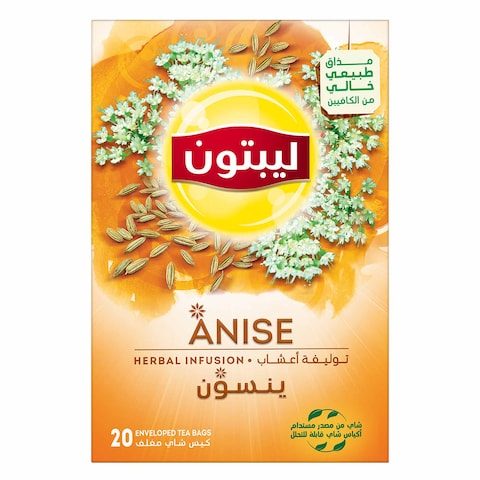 مذاق
طبيعي
خالي
من الكافيين
ليبتون
ANISE
HERBAL INFUSION • توليفة أعشاب
ينسون
20 ENVELOPED TEA BAGS
كيس شاي مغلف
شاي من مصدر مستدام
أكياس شاي قابلة للتحلل